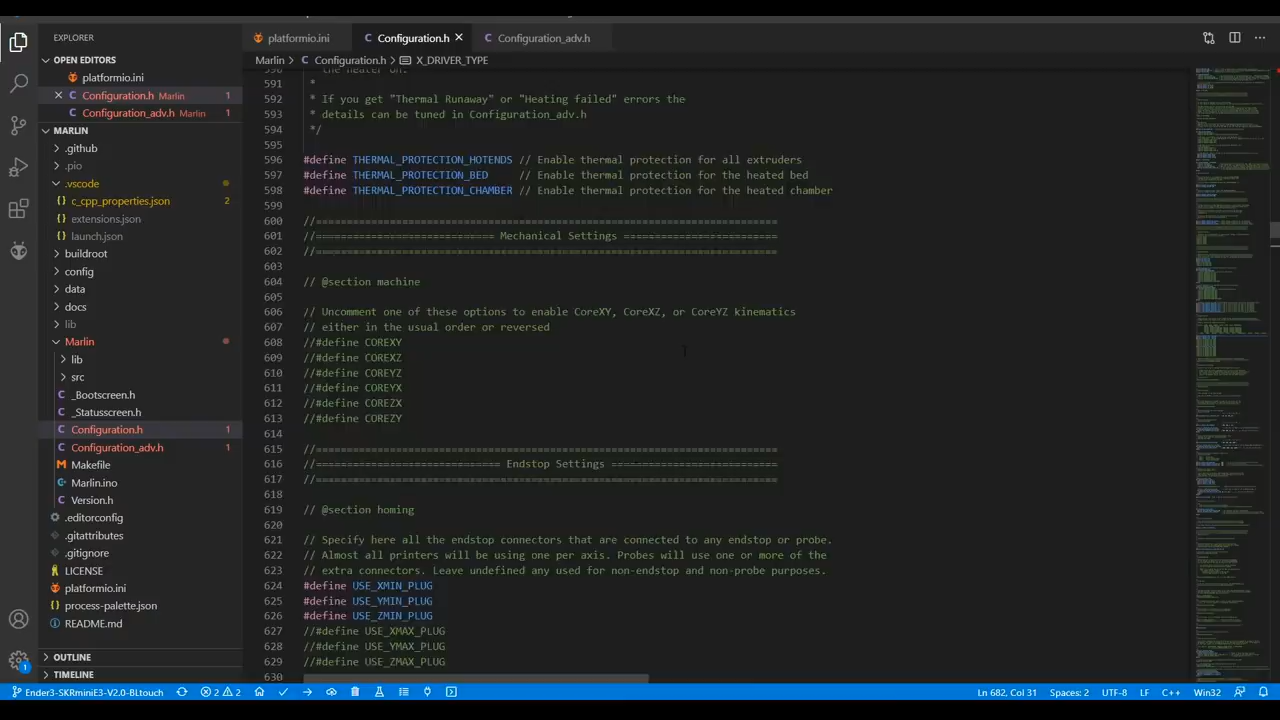 EXPLORER
OPEN EDITORS
platformio.ini
Configuration.h Marlin 1
Configuration_adv.h Marlin 1
MARLIN
.github
.pio
.vscode
c_cpp_properties.json 2
extensions.json
launch.json
buildroot
config
data
docs
lib
Marlin
lib
src
_Bootscreen.h
_Statusscreen.h
Configuration.h 1
Configuration_adv.h 1
Makefile
Marlin.ino
Version.h
.editorconfig
.gitattributes
.gitignore
LICENSE
platformio.ini
process-palette.json
README.md
OUTLINE
TIMELINE
platformio.ini Configuration.h Configuration_adv.h
Marlin > Configuration.h > X_DRIVER_TYPE
590 * the heater on.
591 *
592 * If you get "Thermal Runaway" or "Heating failed" errors the
593 * details can be tuned in Configuration_adv.h
594 */
595
596 #define THERMAL_PROTECTION_HOTENDS // Enable thermal protection for all extruders
597 #define THERMAL_PROTECTION_BED // Enable thermal protection for the heated bed
598 #define THERMAL_PROTECTION_CHAMBER // Enable thermal protection for the heated chamber
599
600 //===========================================================================
601 //============================= Mechanical Settings =========================
602 //===========================================================================
603
604 // @section machine
605
606 // Uncomment one of these options to enable CoreXY, CoreXZ, or CoreYZ kinematics
607 // either in the usual order or reversed
608 //#define COREXY
609 //#define COREXZ
610 //#define COREYZ
611 //#define COREYX
612 //#define COREZX
613 //#define COREZY
614
615 //===========================================================================
616 //============================== Endstop Settings ===========================
617 //===========================================================================
618
619 // @section homing
620
621 // Specify here all the endstop connectors that are connected to any endstop or probe.
622 // Almost all printers will be using one per axis. Probes will use one or more of the
623 // extra connectors. Leave undefined any used for non-endstop and non-probe purposes.
624 #define USE_XMIN_PLUG
625 #define USE_YMIN_PLUG
626 #define USE_ZMIN_PLUG
627 //#define USE_XMAX_PLUG
628 //#define USE_YMAX_PLUG
629 //#define USE_ZMAX_PLUG
630
1
Ender3-SKRminiE3-V2.0-BLtouch 2 2 Ln 682, Col 31 Spaces: 2 UTF-8 LF C++ Win32